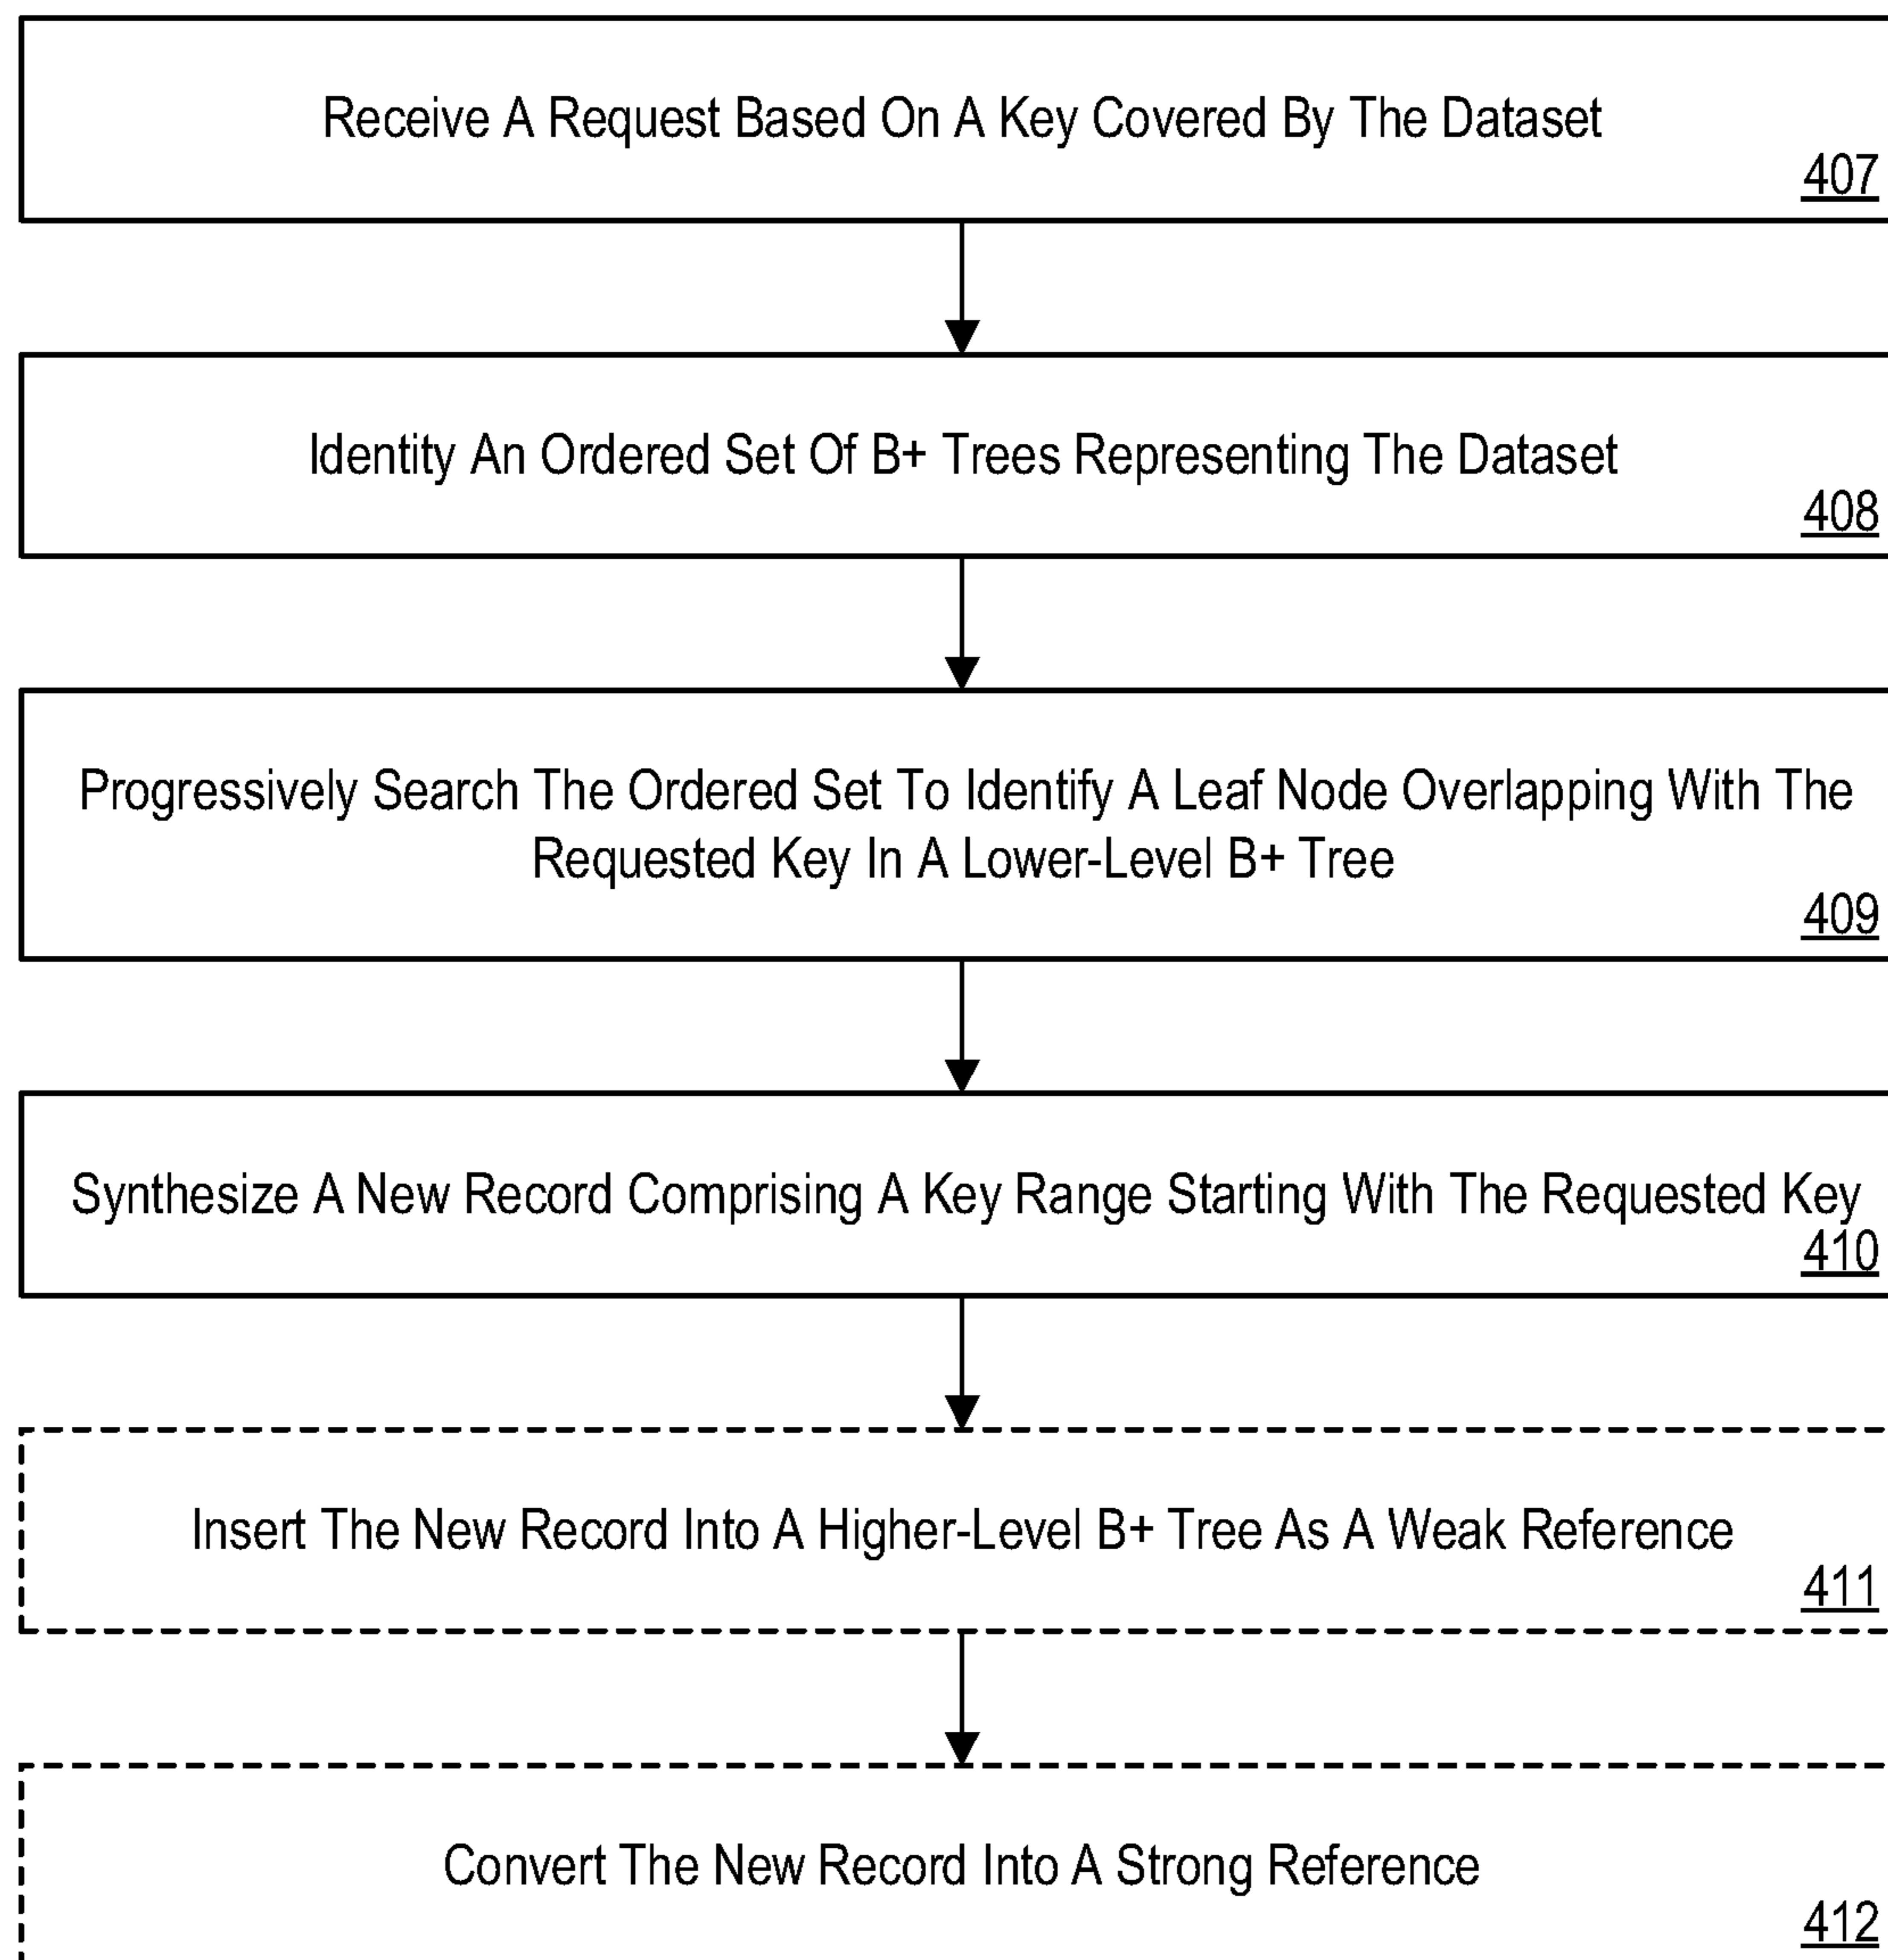 Receive A Request Based On A Key Covered By The Dataset
407
Identity An Ordered Set Of B+ Trees Representing The Dataset
408
Progressively Search The Ordered Set To Identify A Leaf Node Overlapping With The
Requested Key In A Lower-Level B+ Tree
409
Synthesize A New Record Comprising A Key Range Starting With The Requested Key
410
Insert The New Record Into A Higher-Level B+ Tree As A Weak Reference
411
Convert The New Record Into A Strong Reference
412